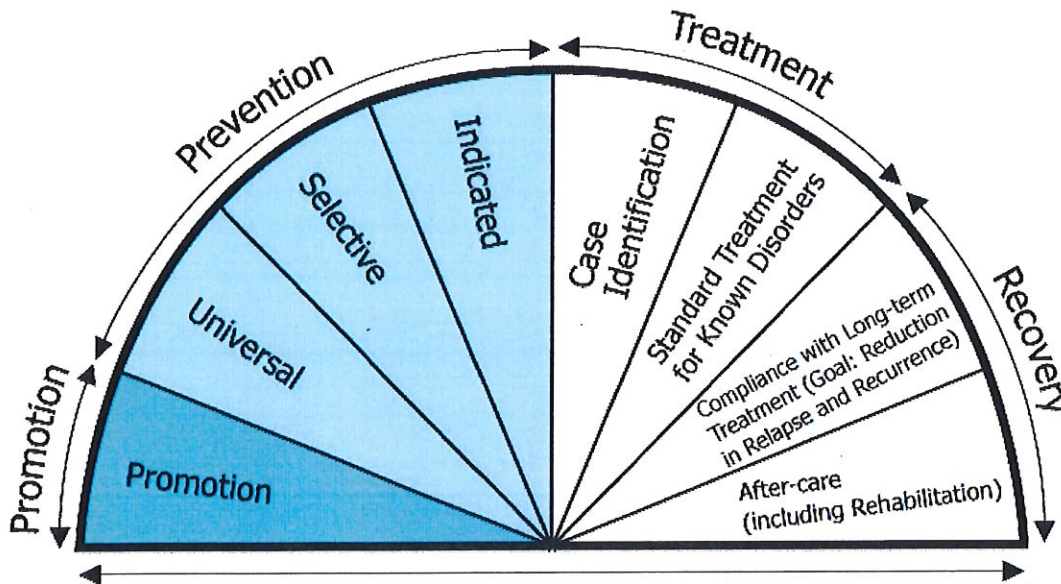 Promotion
Prevention
Treatment
Recovery
Promotion
Universal
Selective
Indicated
Case
Identification
Standard Treatment
for Known Disorders
Compliance with Long-term
Treatment (Goal: Reduction
in Relapse and Recurrence)
After-care
(including Rehabilitation)